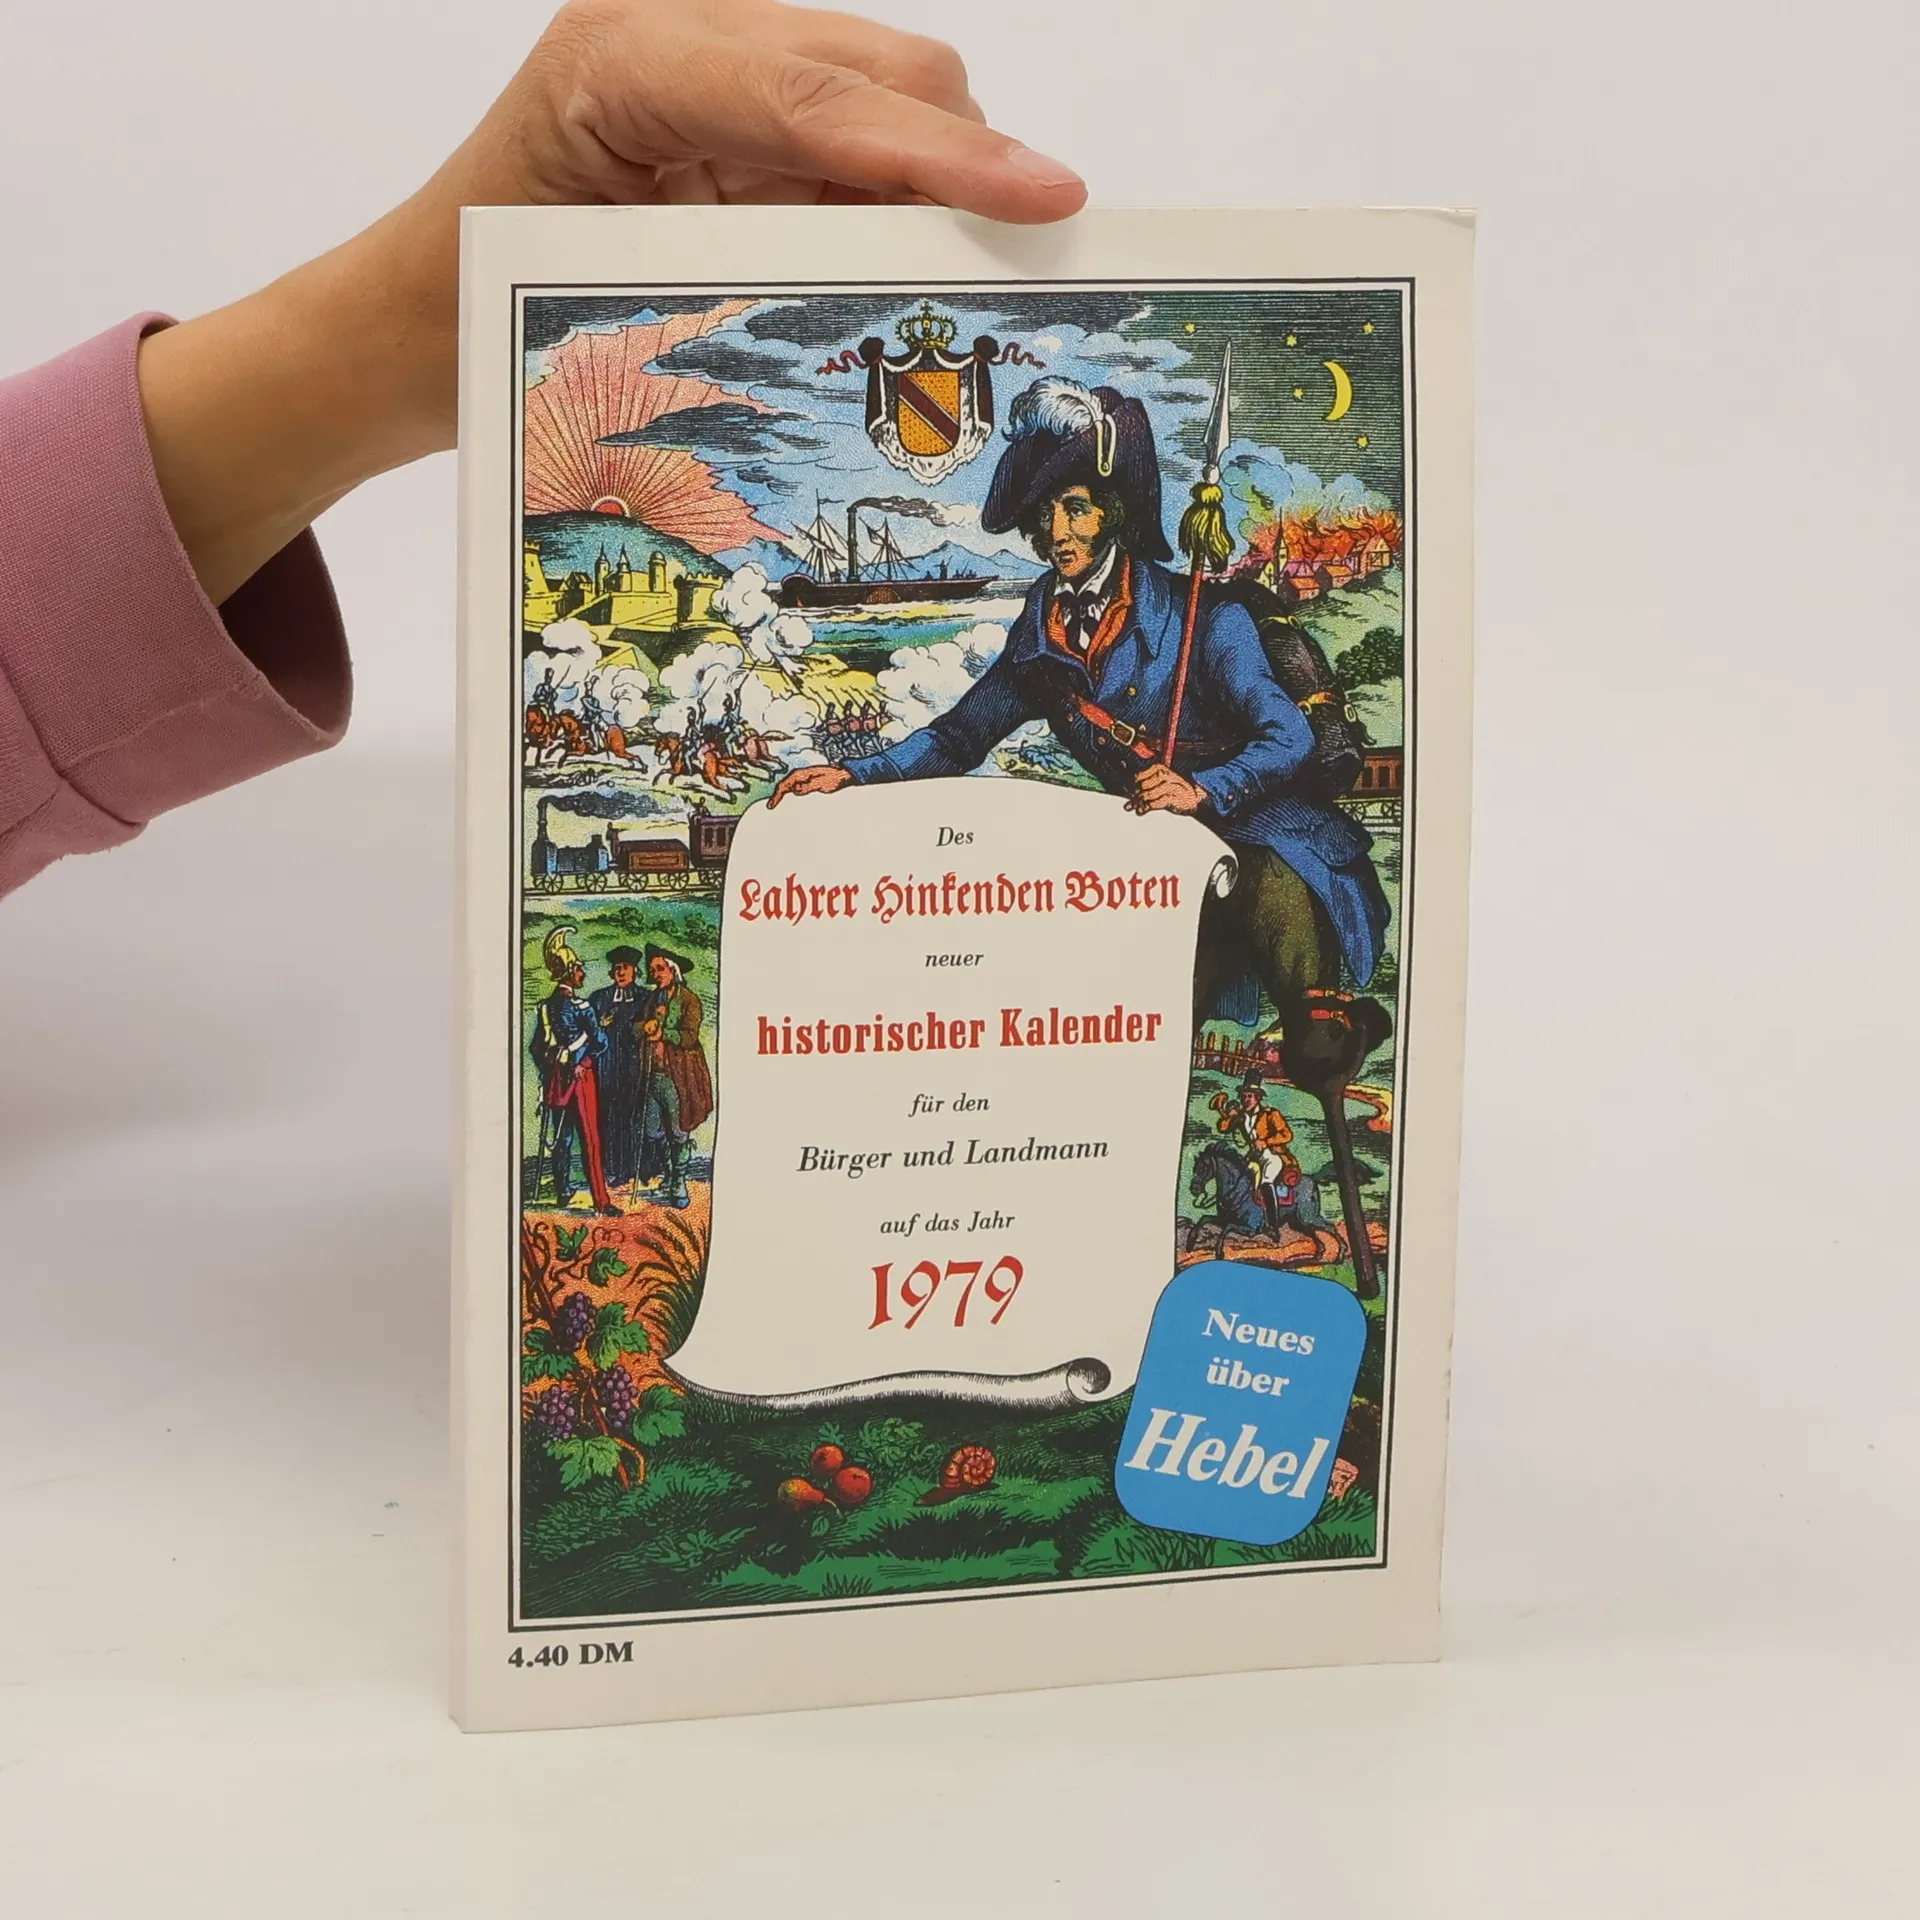 Des
Lahrer Hinkenden Boten
neuer
historischer Kalender
für den
Bürger und Landmann
auf das Jahr
1979
Neues
über
Hebel
4.40 DM